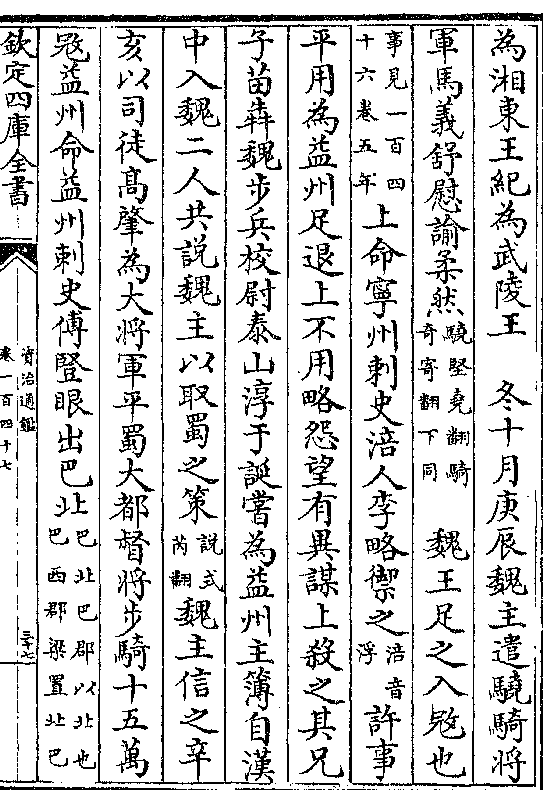 為湘東王紀為武陵王 冬十月庚辰魏主遣驍騎將
軍馬義舒慰諭柔然驍堅堯翻騎奇寄翻下同 魏王足之入寇也
事見一百四十六卷五年上命寧州刺史涪人李略禦之涪音浮許事
平用為益州足退上不用略怨望有異謀上殺之其兄
子苗犇魏步兵校尉泰山淳于誕嘗為益州主簿自漢
中入魏二人共說魏主以取蜀之策說式芮翻魏主信之辛
亥以司徒髙肇為大將軍平蜀大都督將步騎十五萬
宼益州命益州刺史傅豎眼出巴北巴北巴郡以北也巴西郡梁置北巴
欽定四庫全書
資治通鑑
卷一百四十七
三十七